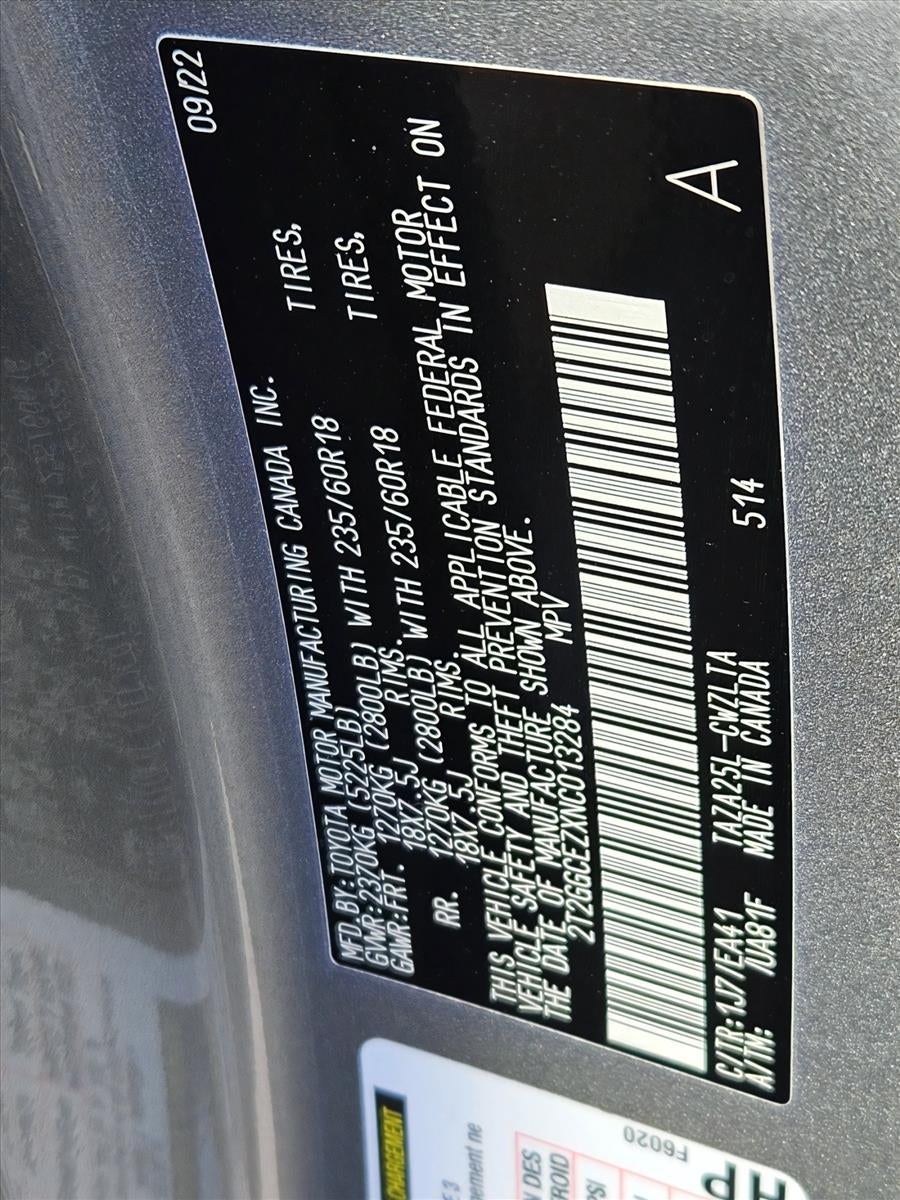 MFD.BY:TOYOTA MOTOR MANUFACTURING CANADA INC. 09/22
GVWR:2370KG (5225LB)
GAWR:FRT. 1270KG (2800LB) WITH 235/60R18 TIRES,
18X7.5J RIMS.
RR. 1270KG (2800LB) WITH 235/60R18 TIRES,
18X7.5J RIMS.
THIS VEHICLE CONFORMS TO ALL APPLICABLE FEDERAL MOTOR
VEHICLE SAFETY AND THEFT PREVENTION STANDARDS IN EFFECT ON
THE DATE OF MANUFACTURE SHOWN ABOVE.
2T2GGCEZXNC013284 MPV
C/TR:1J77EA41 TAZA25L-CWZLTA 514 A
A/TM: /UA81F MADE IN CANADA
CHARGEMENT
F6020